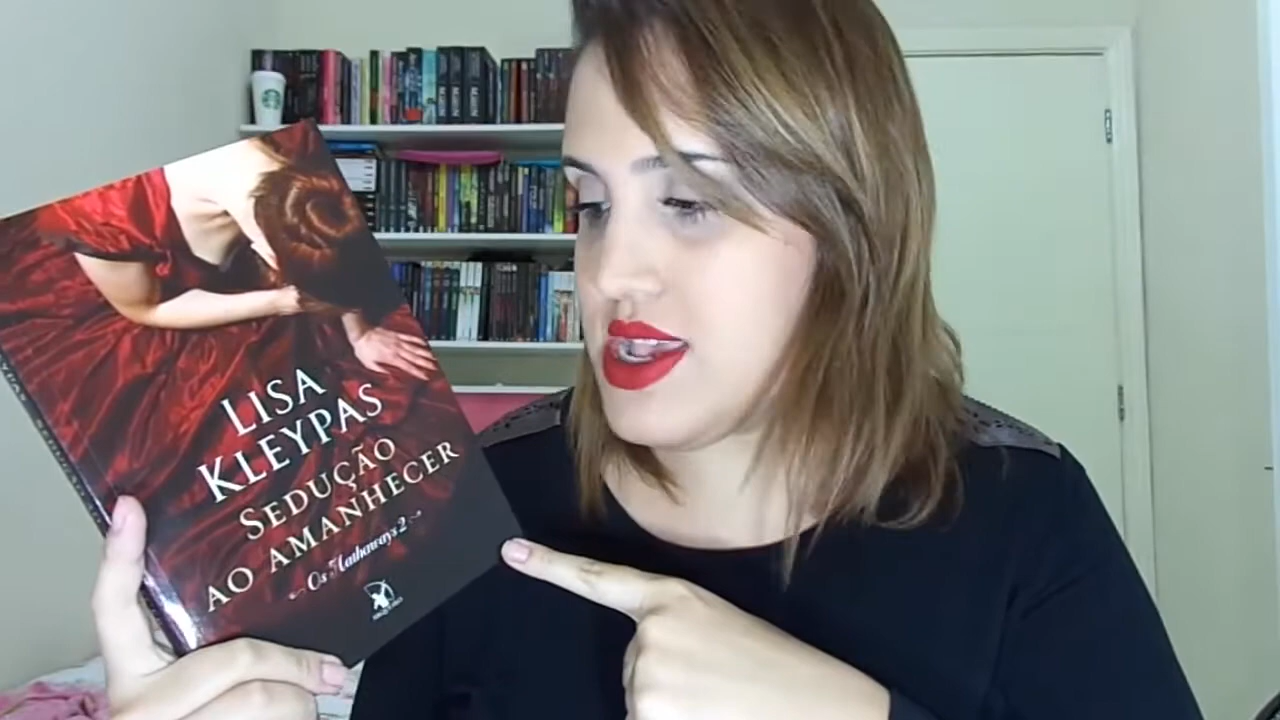 LISA
KLEYPAS
SEDUÇÃO
AO AMANHECER
Os Hathaways 2